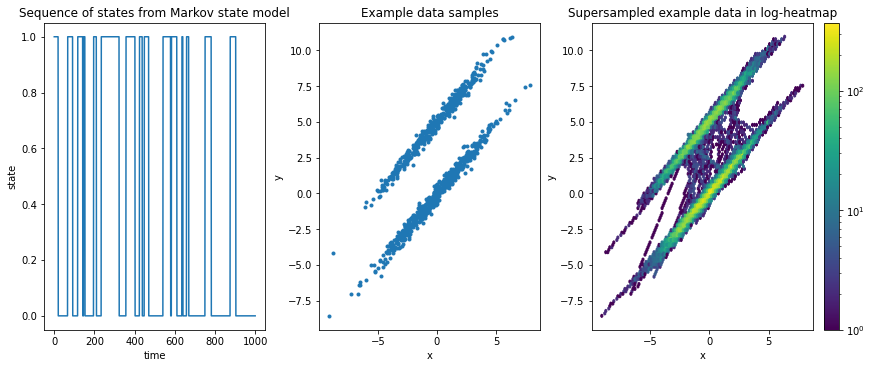 Sequence of states from Markov state model
1.0
0.8
0.6
0.4
0.2
0.0
state
0 200 400 600 800 1000
time
Example data samples
10.0
7.5
5.0
2.5
0.0
−2.5
−5.0
−7.5
y
−5 0 5
x
Supersampled example data in log-heatmap
10.0
7.5
5.0
2.5
0.0
−2.5
−5.0
−7.5
y
−5 0 5
x
10²
10¹
10⁰